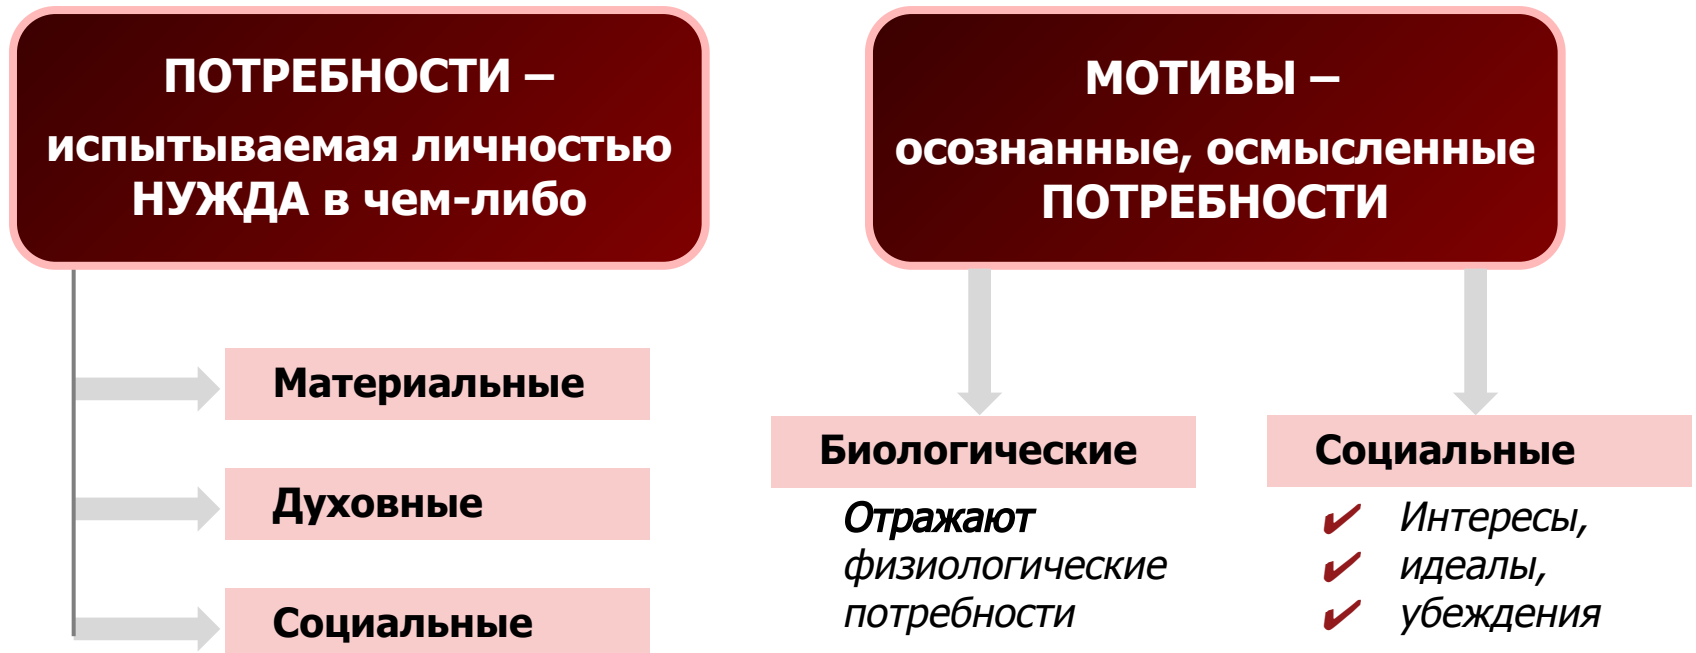 ПОТРЕБНОСТИ –
испытываемая личностью
НУЖДА в чем-либо
Материальные
Духовные
Социальные
МОТИВЫ –
осознанные, осмысленные
ПОТРЕБНОСТИ
Биологические
Отражают
физиологические
потребности
Социальные
✔ Интересы,
✔ идеалы,
✔ убеждения